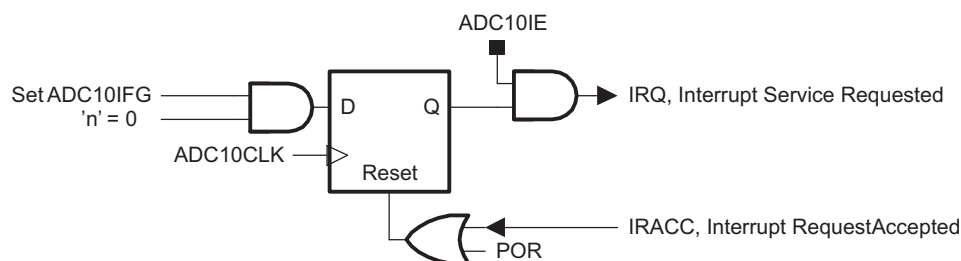 ADC10IE
Set ADC10IFG
’n’ = 0
D
Q
IRQ, Interrupt Service Requested
ADC10CLK
Reset
IRACC, Interrupt RequestAccepted
POR